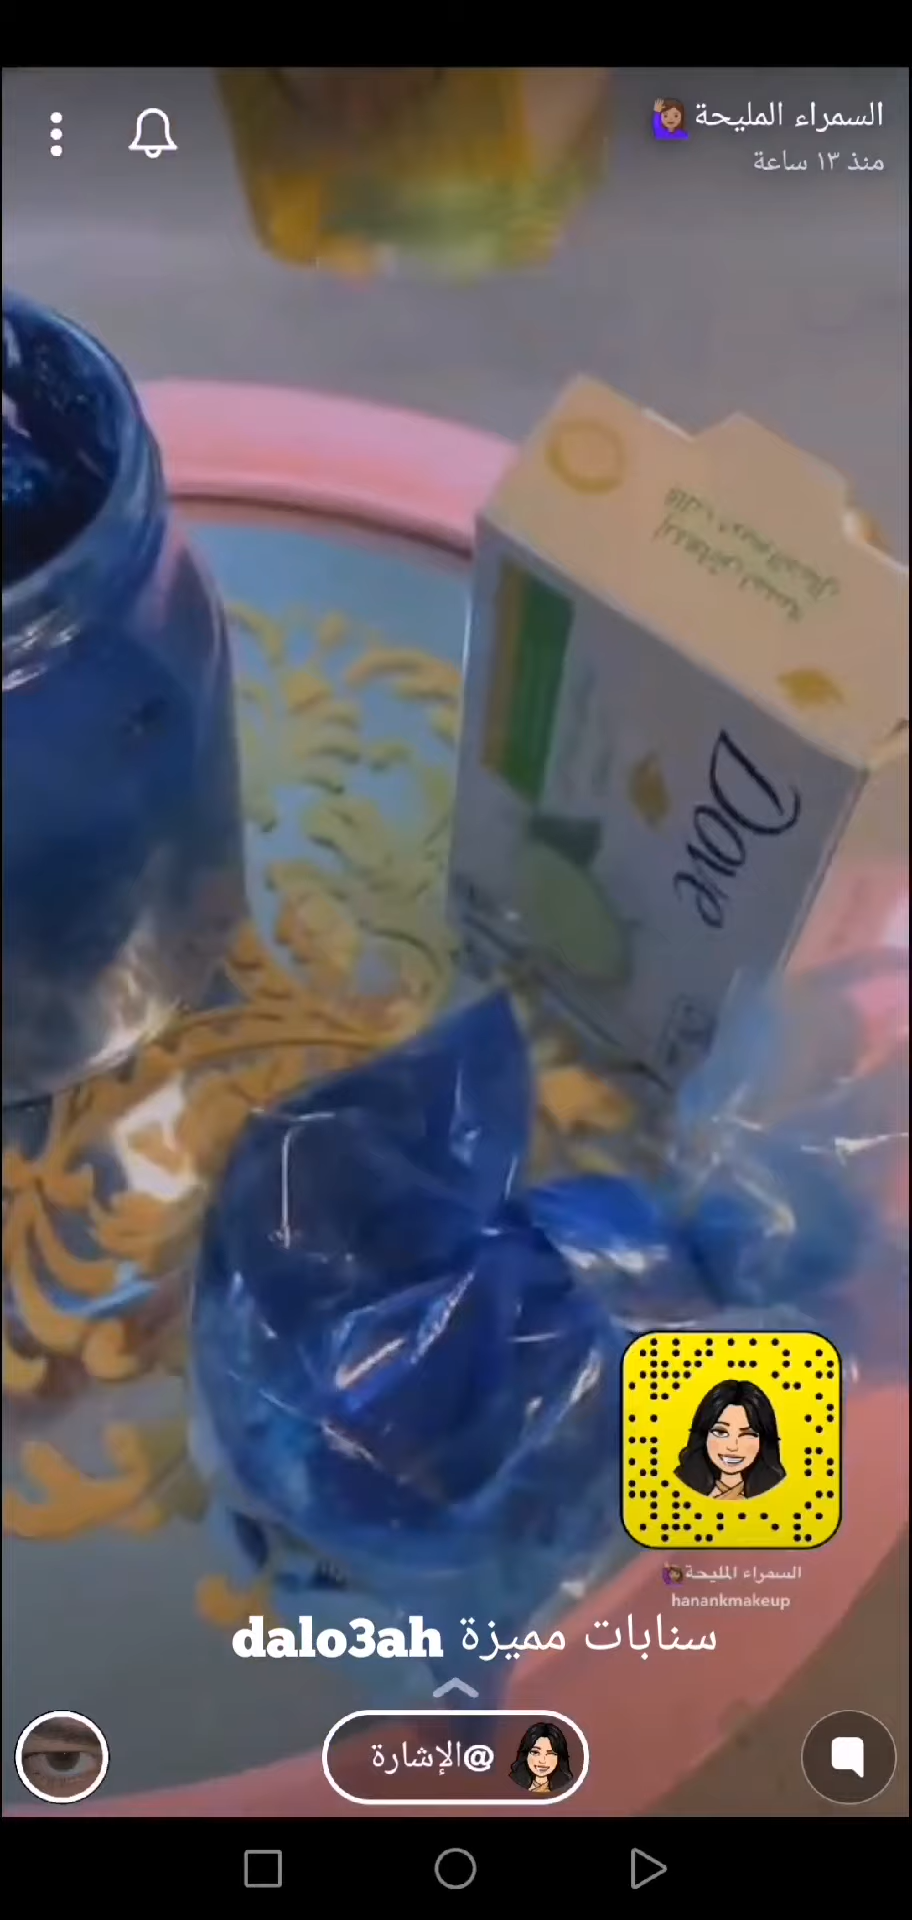 السمراء المليحة🙋🏽‍♀️
منذ ١٣ ساعة
Dove
السمراء المليحة🙋🏽‍♀️
hanankmakeup
سنابات مميزة dalo3ah
@الإشارة